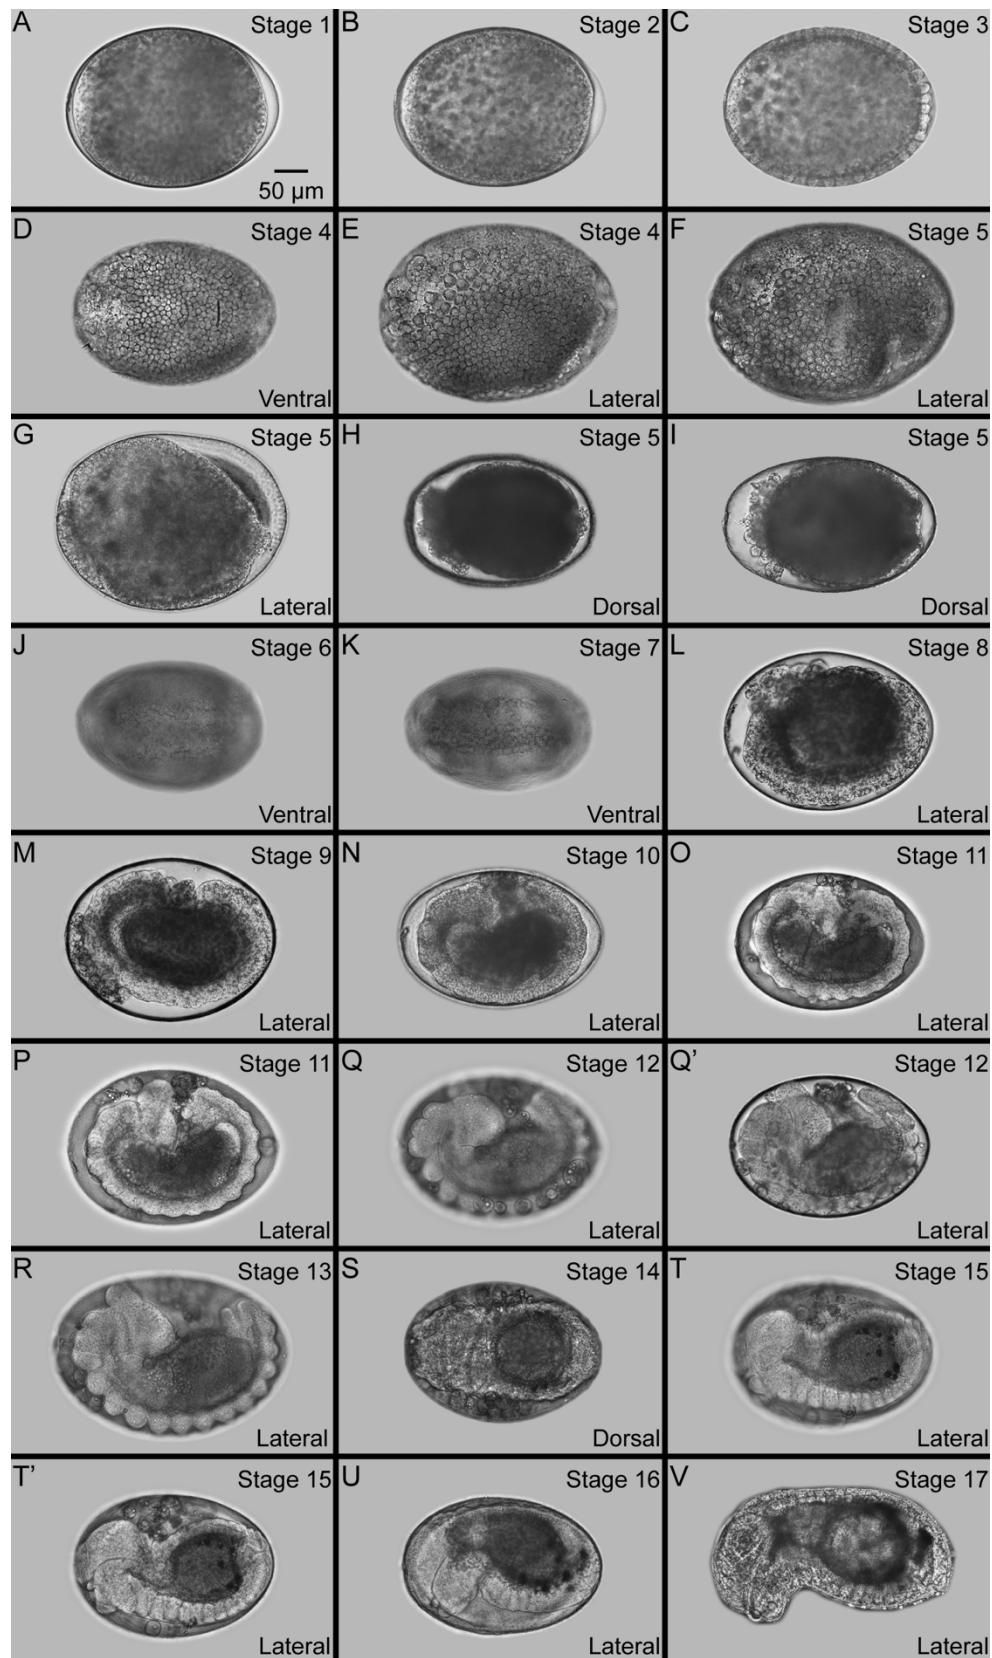 A Stage 1
B Stage 2
C Stage 3
50 µm
D Stage 4
Ventral
E Stage 4
Lateral
F Stage 5
Lateral
G Stage 5
Lateral
H Stage 5
Dorsal
I Stage 5
Dorsal
J Stage 6
Ventral
K Stage 7
Ventral
L Stage 8
Lateral
M Stage 9
Lateral
N Stage 10
Lateral
O Stage 11
Lateral
P Stage 11
Lateral
Q Stage 12
Lateral
Q’ Stage 12
Lateral
R Stage 13
Lateral
S Stage 14
Dorsal
T Stage 15
Lateral
T’ Stage 15
Lateral
U Stage 16
Lateral
V Stage 17
Lateral